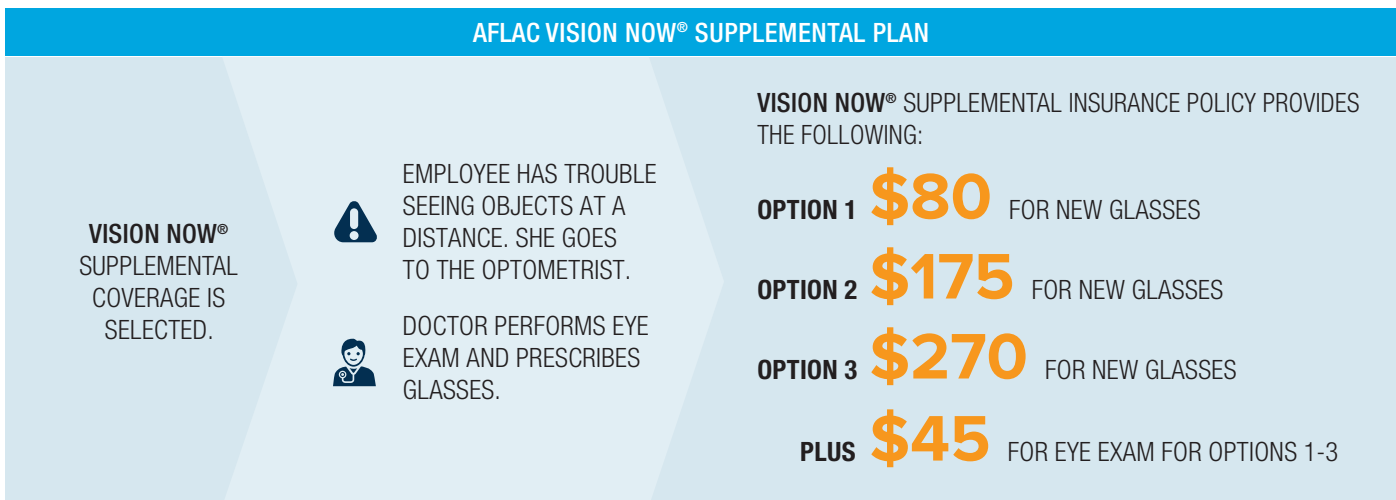 AFLAC VISION NOW® SUPPLEMENTAL PLAN
VISION NOW®
SUPPLEMENTAL
COVERAGE IS
SELECTED.
EMPLOYEE HAS TROUBLE
SEEING OBJECTS AT A
DISTANCE. SHE GOES
TO THE OPTOMETRIST.
DOCTOR PERFORMS EYE
EXAM AND PRESCRIBES
GLASSES.
VISION NOW® SUPPLEMENTAL INSURANCE POLICY PROVIDES
THE FOLLOWING:
OPTION 1 $80 FOR NEW GLASSES
OPTION 2 $175 FOR NEW GLASSES
OPTION 3 $270 FOR NEW GLASSES
PLUS $45 FOR EYE EXAM FOR OPTIONS 1-3